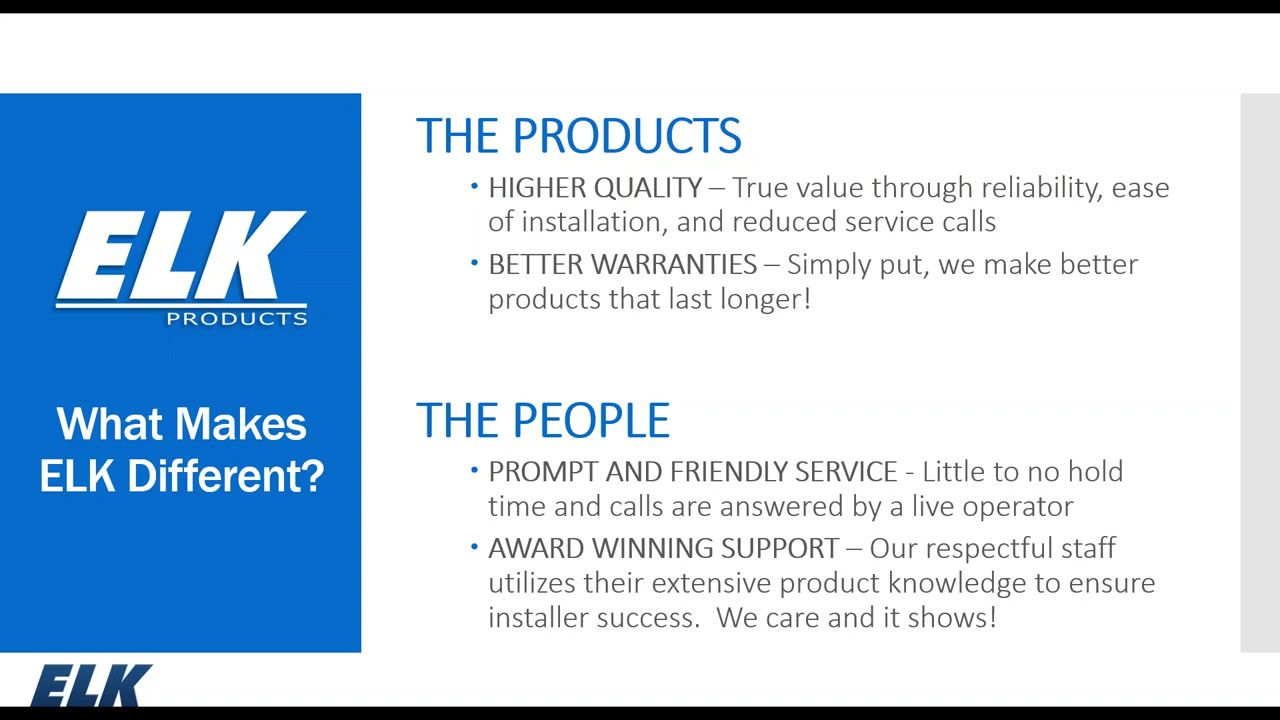 ELK
PRODUCTS
What Makes
ELK Different?
THE PRODUCTS
• HIGHER QUALITY – True value through reliability, ease
of installation, and reduced service calls
• BETTER WARRANTIES – Simply put, we make better
products that last longer!
THE PEOPLE
• PROMPT AND FRIENDLY SERVICE - Little to no hold
time and calls are answered by a live operator
• AWARD WINNING SUPPORT – Our respectful staff
utilizes their extensive product knowledge to ensure
installer success.  We care and it shows!
ELK